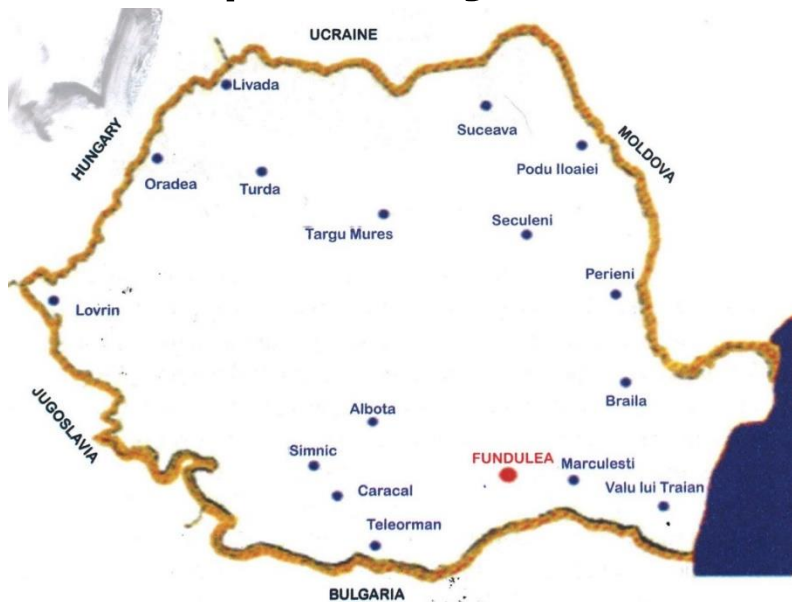 UCRAINE
Livada
HUNGARY
Suceava
MOLDOVA
Podu Iloaiei
Oradea
Turda
Targu Mures
Seculeni
Perieni
Lovrin
JUGOSLAVIA
Braila
Albota
Simnic
FUNDULEA
Marculesti
Caracal
Valu lui Traian
Teleorman
BULGARIA